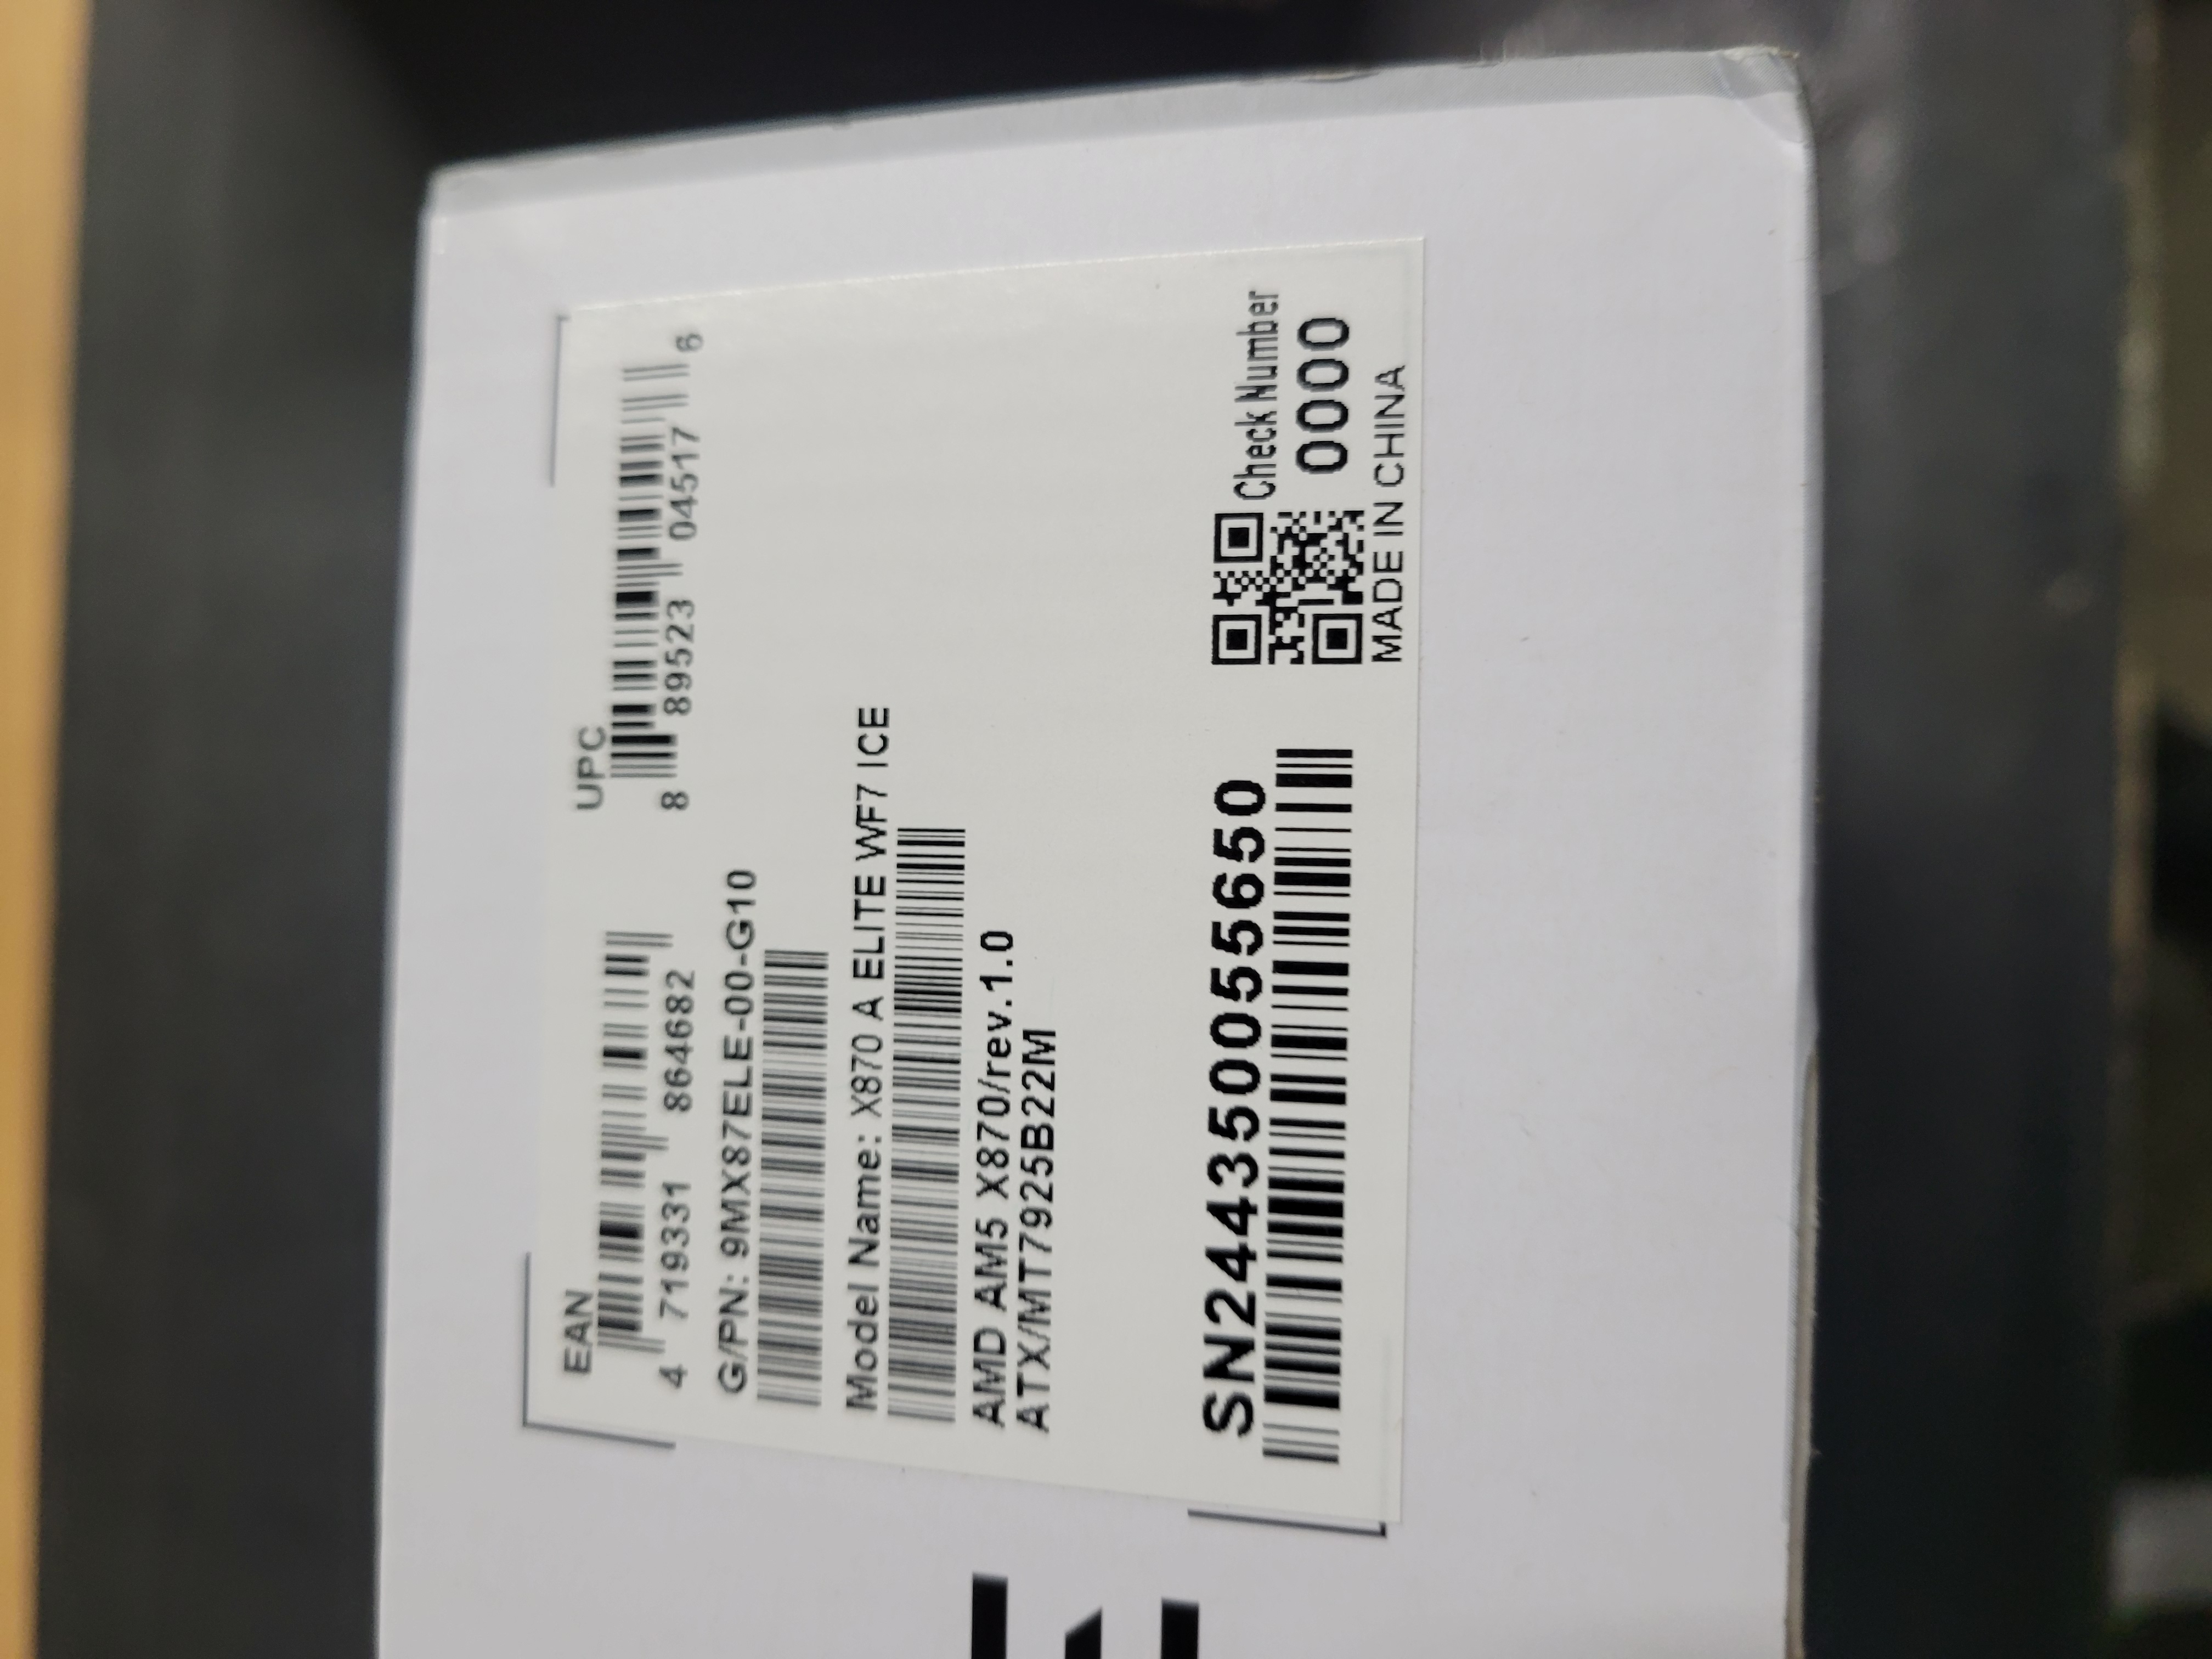 EAN
4 719331 864682
UPC
8 89523 04517 6
G/PN: 9MX87ELE-00-G10
Model Name: X870 A ELITE WF7 ICE
AMD AM5 X870/rev.1.0
ATX/MT7925B22M
SN244350055650
Check Number
0000
MADE IN CHINA